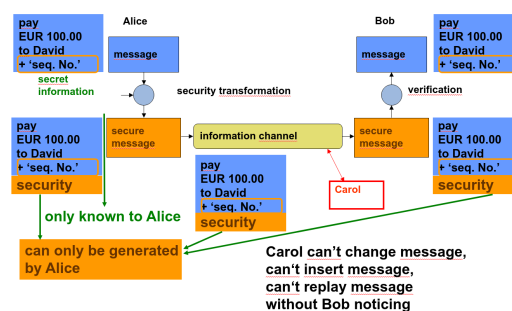 pay
EUR 100.00
to David
+ ‘seq. No.’
secret
information
Alice
message
security transformation
secure
message
information channel
Bob
message
verification
secure
message
pay
EUR 100.00
to David
+ ‘seq. No.’
pay
EUR 100.00
to David
+ ‘seq. No.’
security
only known to Alice
pay
EUR 100.00
to David
+ ‘seq. No.’
security
Carol
pay
EUR 100.00
to David
+ ‘seq. No.’
security
can only be generated
by Alice
Carol can’t change message,
can‘t insert message,
can‘t replay message
without Bob noticing